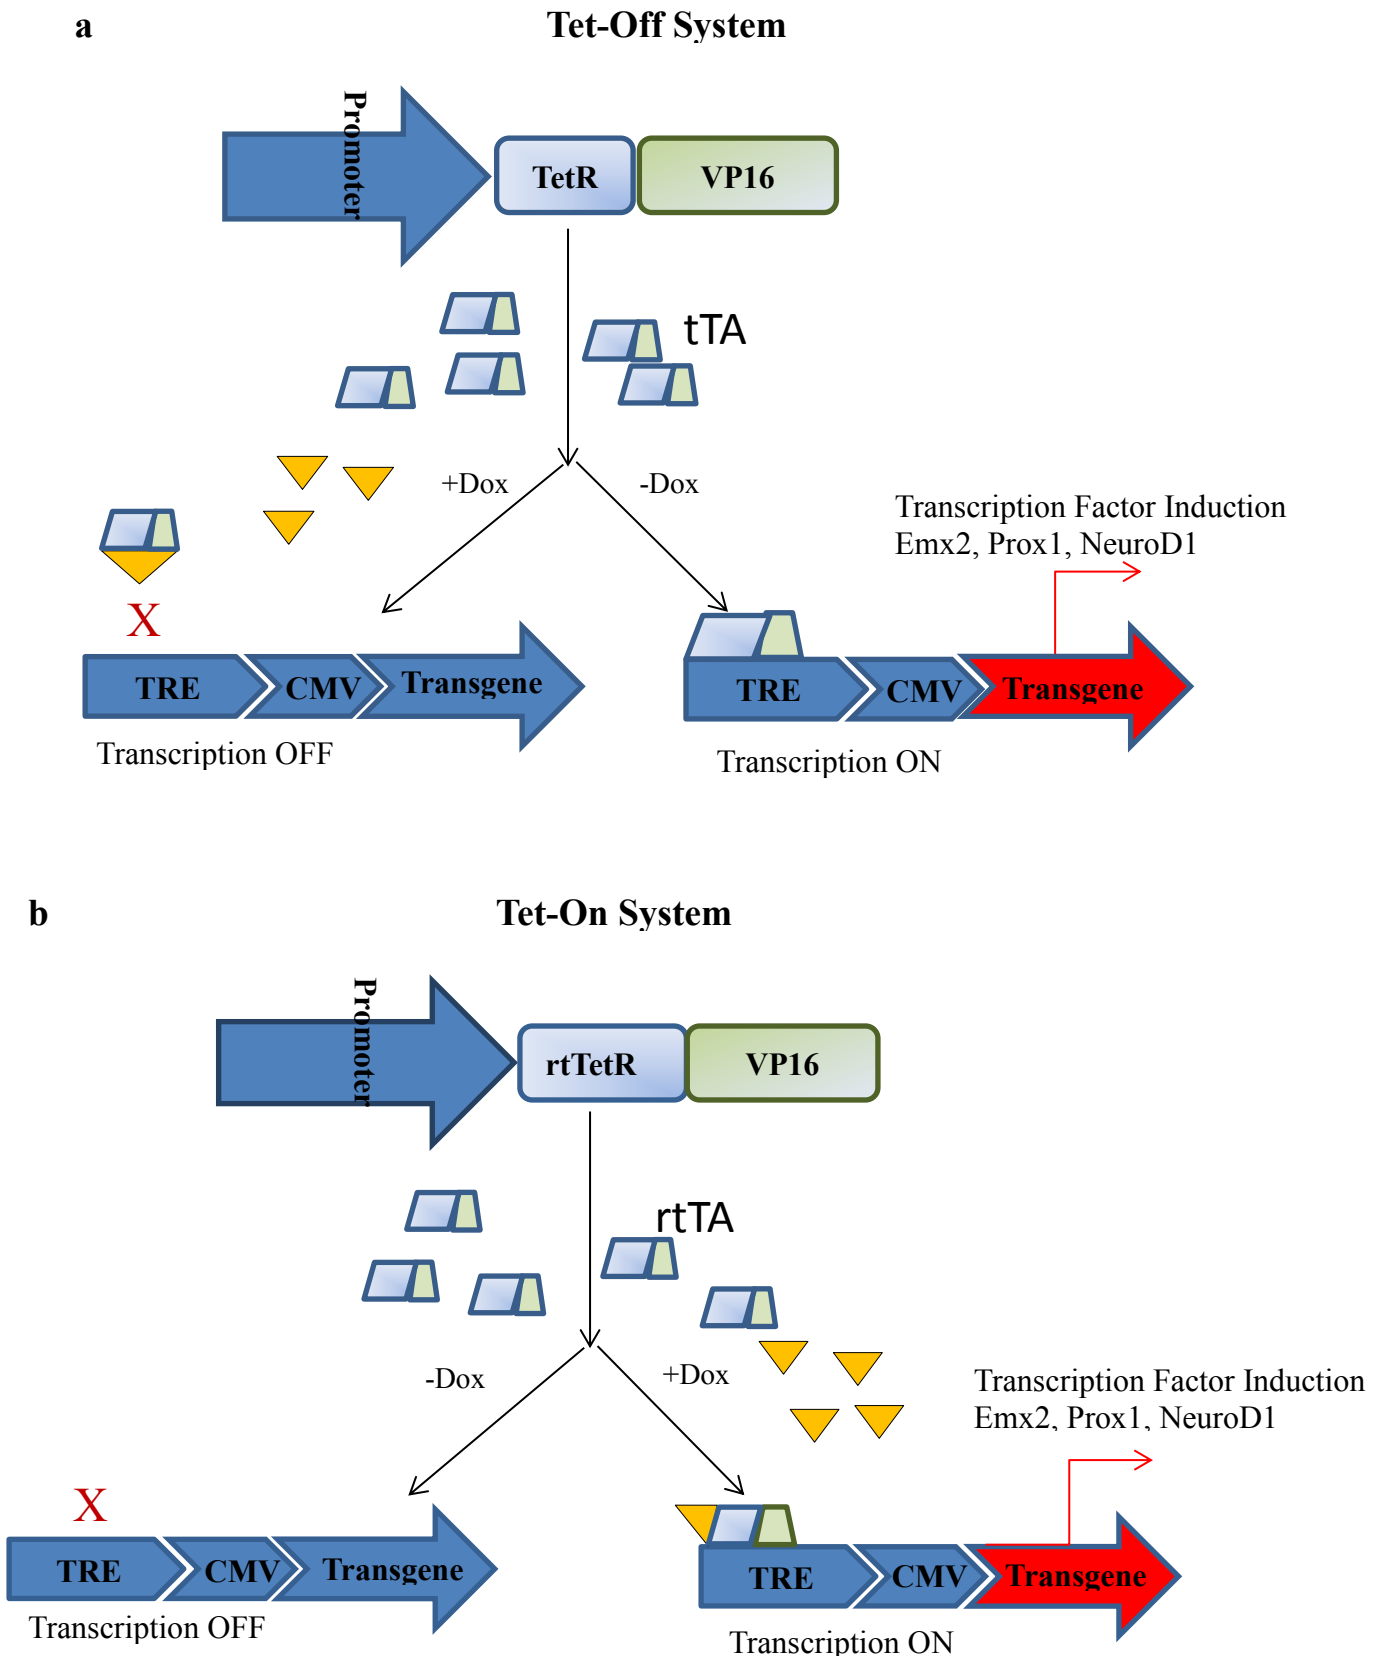 a
Tet-Off System
Promoter
TetR
VP16
tTA
+Dox
-Dox
Transcription Factor Induction
Emx2, Prox1, NeuroD1
X
TRE
CMV
Transgene
TRE
CMV
Transgene
Transcription OFF
Transcription ON
b
Tet-On System
Promoter
rtTetR
VP16
rtTA
-Dox
+Dox
Transcription Factor Induction
Emx2, Prox1, NeuroD1
X
TRE
CMV
Transgene
TRE
CMV
Transgene
Transcription OFF
Transcription ON